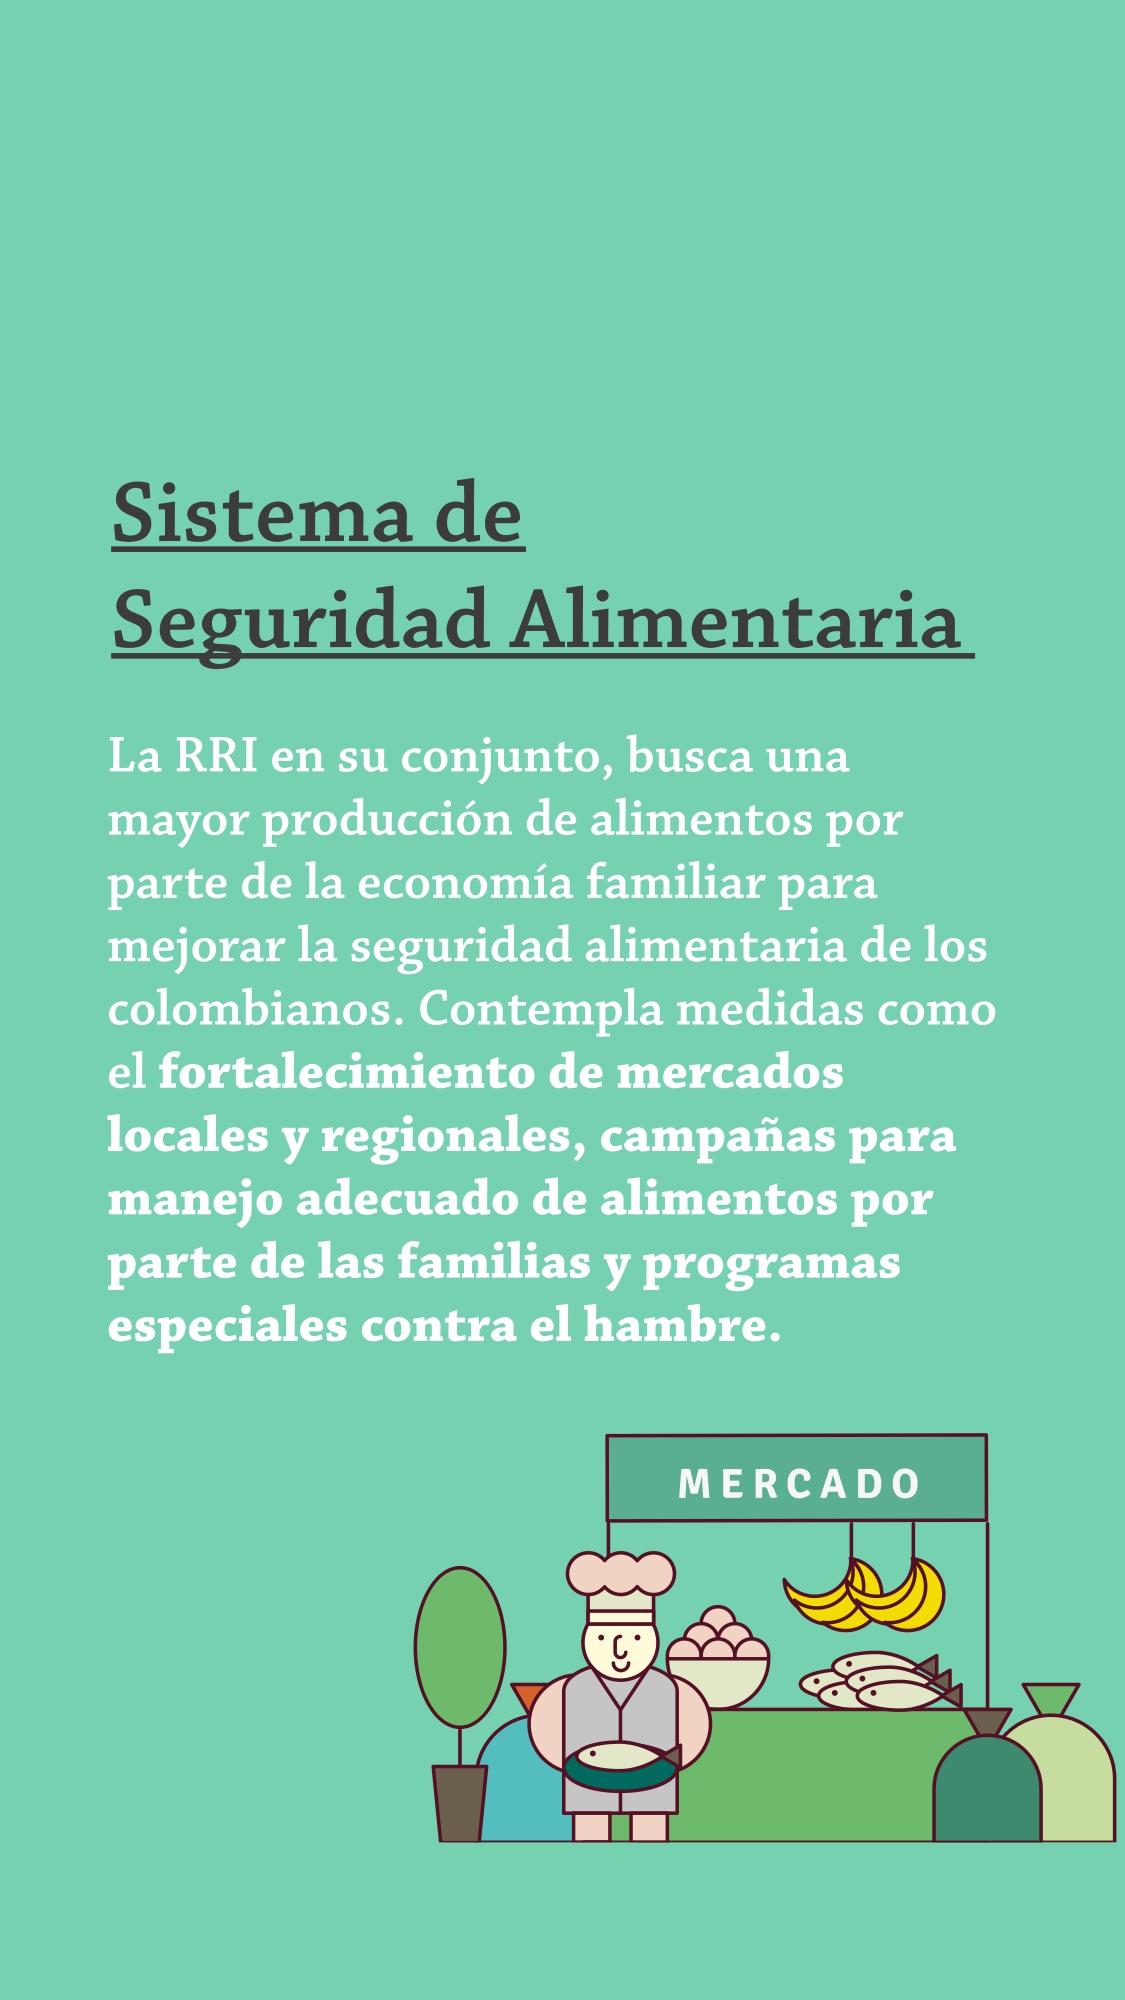 Sistema de
Seguridad Alimentaria
La RRI en su conjunto, busca una
mayor producción de alimentos por
parte de la economía familiar para
mejorar la seguridad alimentaria de los
colombianos. Contempla medidas como
el fortalecimiento de mercados
locales y regionales, campañas para
manejo adecuado de alimentos por
parte de las familias y programas
especiales contra el hambre.
MERCADO